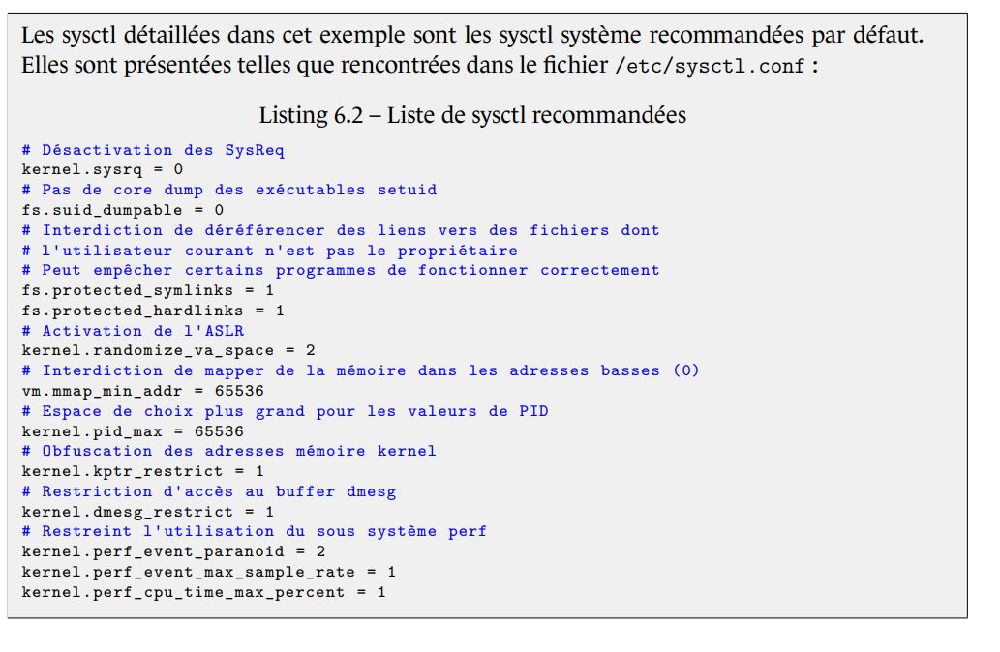 Les sysctl détaillées dans cet exemple sont les sysctl système recommandées par défaut.
Elles sont présentées telles que rencontrées dans le fichier /etc/sysctl.conf :
Listing 6.2 – Liste de sysctl recommandées
# Désactivation des SysReq
kernel.sysrq = 0
# Pas de core dump des exécutables setuid
fs.suid_dumpable = 0
# Interdiction de déréférencer des liens vers des fichiers dont
# l'utilisateur courant n'est pas le propriétaire
# Peut empêcher certains programmes de fonctionner correctement
fs.protected_symlinks = 1
fs.protected_hardlinks = 1
# Activation de l'ASLR
kernel.randomize_va_space = 2
# Interdiction de mapper de la mémoire dans les adresses basses (0)
vm.mmap_min_addr = 65536
# Espace de choix plus grand pour les valeurs de PID
kernel.pid_max = 65536
# Obfuscation des adresses mémoire kernel
kernel.kptr_restrict = 1
# Restriction d'accès au buffer dmesg
kernel.dmesg_restrict = 1
# Restreint l'utilisation du sous système perf
kernel.perf_event_paranoid = 2
kernel.perf_event_max_sample_rate = 1
kernel.perf_cpu_time_max_percent = 1